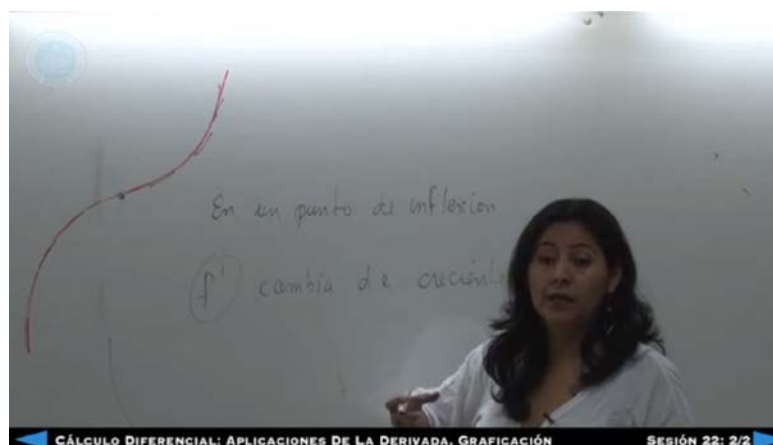 En un punto de inflexion
f' cambia de
CÁLCULO DIFERENCIAL: APLICACIONES DE LA DERIVADA. GRAFICACIÓN
SESIÓN 22: 2/2